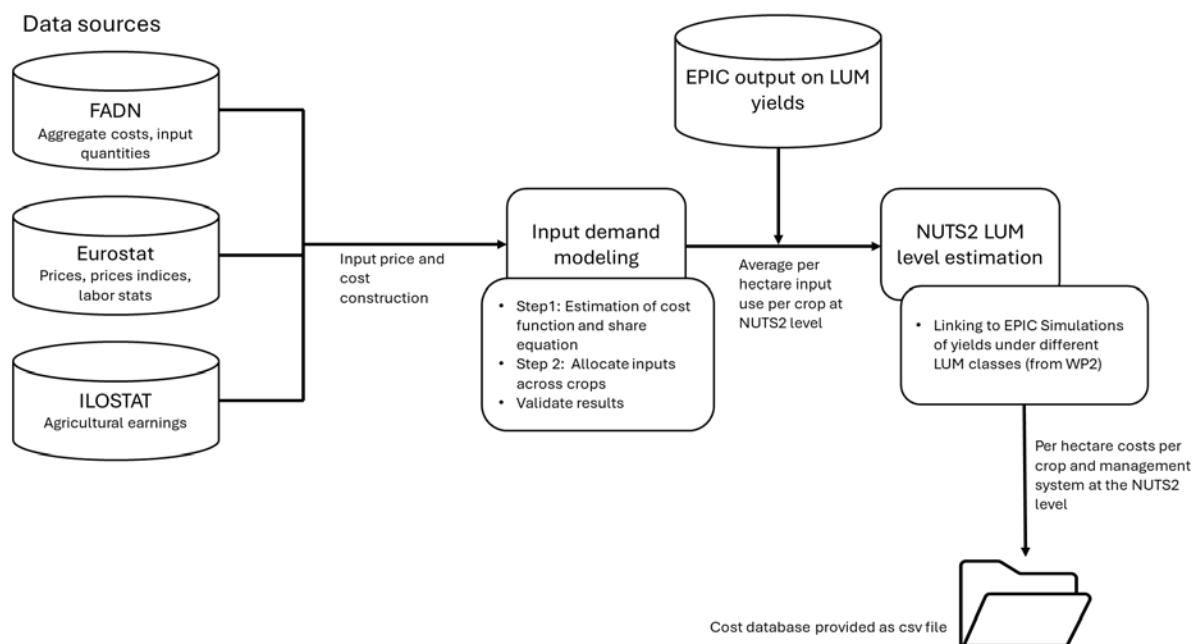 Data sources
FADN
Aggregate costs, input
quantities
Eurostat
Prices, prices indices,
labor stats
ILOSTAT
Agricultural earnings
Input price and
cost
construction
EPIC output on LUM
yields
Input demand
modeling
• Step1: Estimation of cost
function and share
equation
• Step 2: Allocate inputs
across crops
• Validate results
Average per
hectare input
use per crop at
NUTS2 level
NUTS2 LUM
level estimation
• Linking to EPIC Simulations
of yields under different
LUM classes (from WP2)
Per hectare costs per
crop and management
system at the NUTS2
level
Cost database provided as csv file